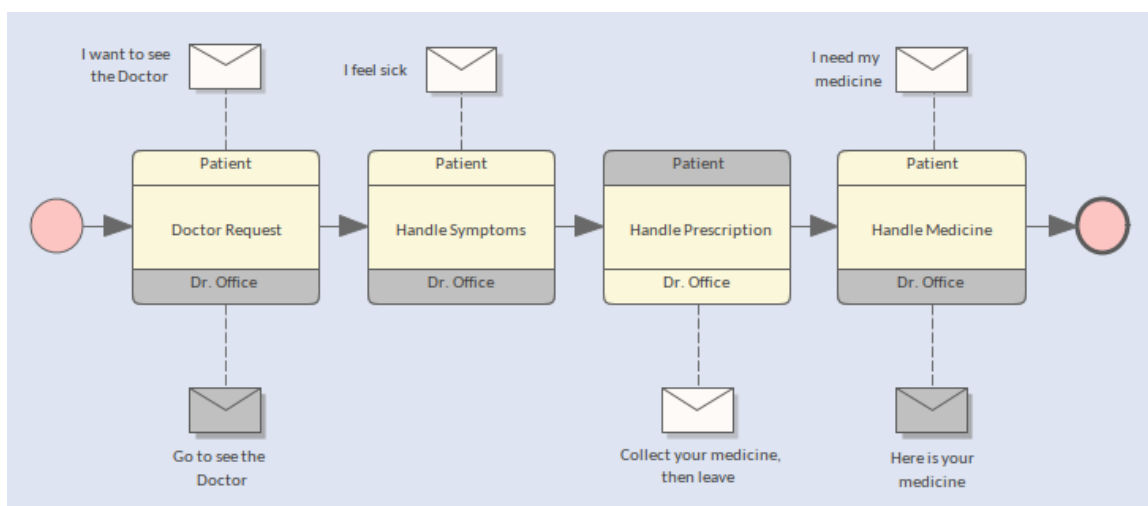 I want to see
the Doctor
I feel sick
I need my
medicine
Patient
Patient
Patient
Patient
Doctor Request
Handle Symptoms
Handle Prescription
Handle Medicine
Dr. Office
Dr. Office
Dr. Office
Dr. Office
Go to see the
Doctor
Collect your medicine,
then leave
Here is your
medicine